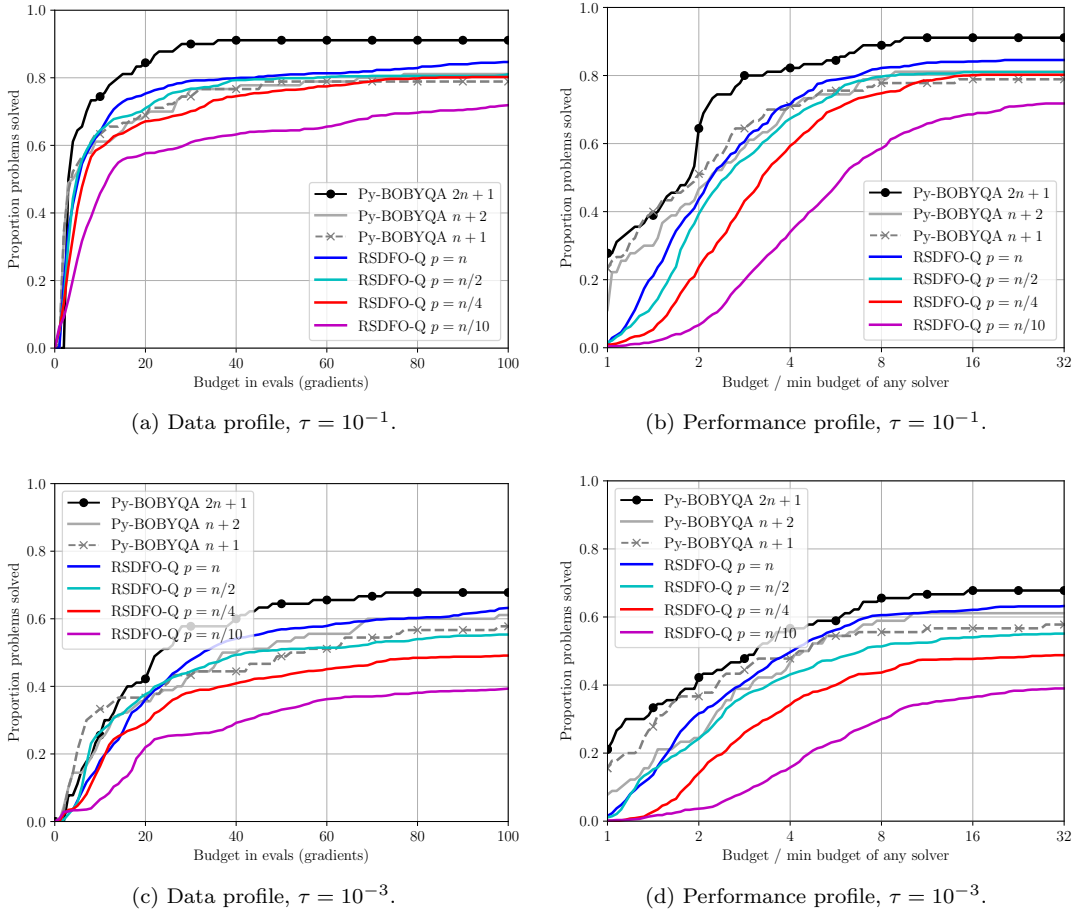 1.0
0.8
0.6
0.4
0.2
0.0
Proportion problems solved
Py-BOBYQA 2n + 1
Py-BOBYQA n + 2
Py-BOBYQA n + 1
RSDFO-Q p = n
RSDFO-Q p = n/2
RSDFO-Q p = n/4
RSDFO-Q p = n/10
0 20 40 60 80 100
Budget in evals (gradients)
(a) Data profile, τ = 10⁻¹.
1.0
0.8
0.6
0.4
0.2
0.0
Proportion problems solved
Py-BOBYQA 2n + 1
Py-BOBYQA n + 2
Py-BOBYQA n + 1
RSDFO-Q p = n
RSDFO-Q p = n/2
RSDFO-Q p = n/4
RSDFO-Q p = n/10
1 2 4 8 16 32
Budget / min budget of any solver
(b) Performance profile, τ = 10⁻¹.
1.0
0.8
0.6
0.4
0.2
0.0
Proportion problems solved
Py-BOBYQA 2n + 1
Py-BOBYQA n + 2
Py-BOBYQA n + 1
RSDFO-Q p = n
RSDFO-Q p = n/2
RSDFO-Q p = n/4
RSDFO-Q p = n/10
0 20 40 60 80 100
Budget in evals (gradients)
(c) Data profile, τ = 10⁻³.
1.0
0.8
0.6
0.4
0.2
0.0
Proportion problems solved
Py-BOBYQA 2n + 1
Py-BOBYQA n + 2
Py-BOBYQA n + 1
RSDFO-Q p = n
RSDFO-Q p = n/2
RSDFO-Q p = n/4
RSDFO-Q p = n/10
1 2 4 8 16 32
Budget / min budget of any solver
(d) Performance profile, τ = 10⁻³.